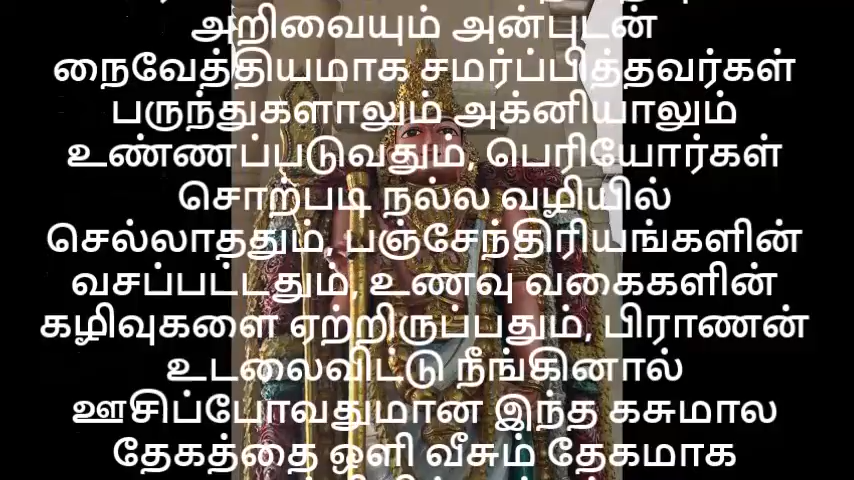 அறிவையும் அன்புடன்
நைவேத்தியமாக சமர்ப்பித்தவர்கள்
பருந்துகளாலும் அக்னியாலும்
உண்ணப்படுவதும், பெரியோர்கள்
சொற்படி நல்ல வழியில்
செல்லாததும், பஞ்சேந்திரியங்களின்
வசப்பட்டதும், உணவு வகைகளின்
கழிவுகளை ஏற்றிருப்பதும், பிராணன்
உடலைவிட்டு நீங்கினால்
ஊசிப்போவதுமான இந்த கசுமால
தேகத்தை ஒளி வீசும் தேகமாக